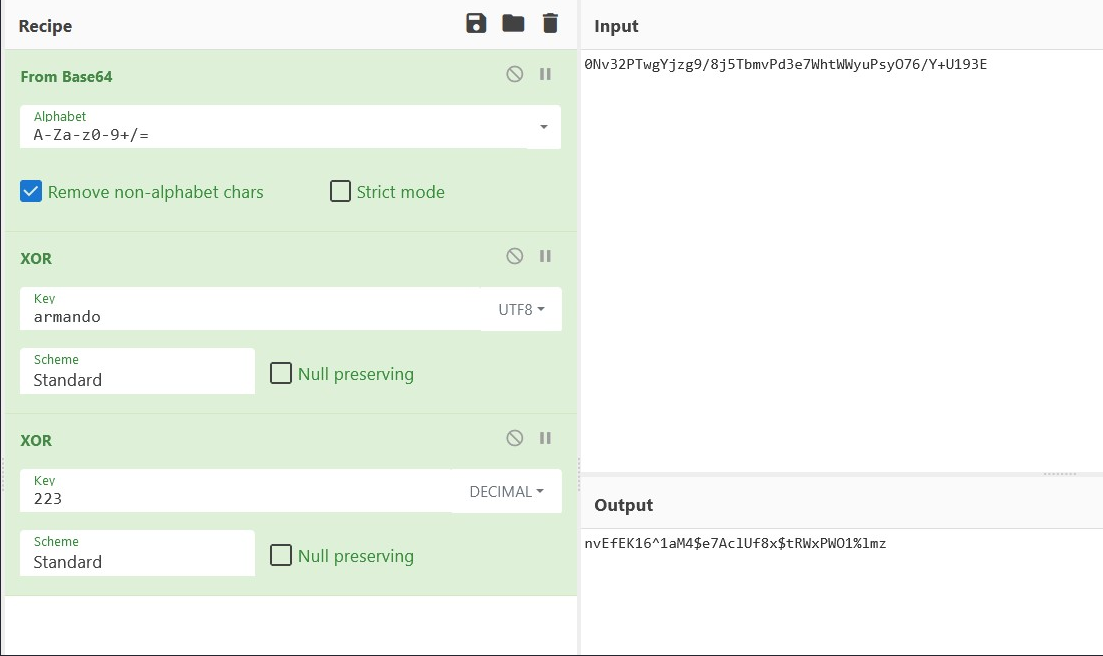 Recipe
From Base64
Alphabet
A-Za-z0-9+/=
Remove non-alphabet chars
Strict mode
XOR
Key
armando
UTF8
Scheme
Standard
Null preserving
XOR
Key
223
DECIMAL
Scheme
Standard
Null preserving
Input
0Nv32PTwgYjzg9/8j5TbmvPd3e7WhtWWyuPsyO76/Y+U193E
Output
nvEfEK16^1aM4$e7AclUf8x$tRWxPWO1%lmz